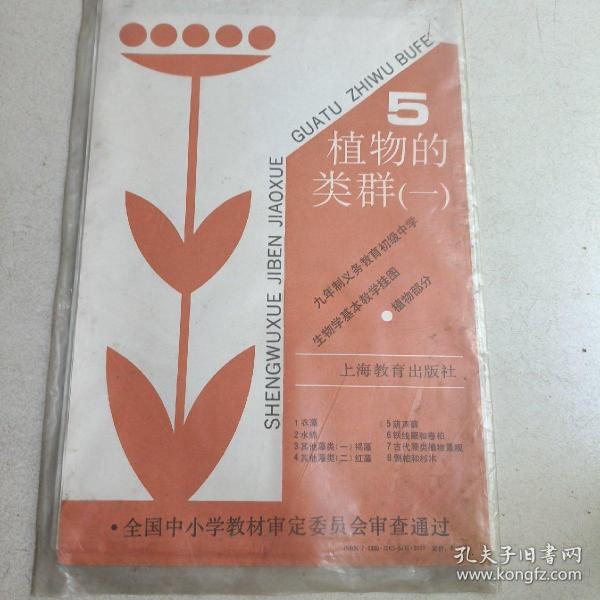 5
植物的
类群(一)
SHENGWUXUE JIBEN JIAOXUE
GUATU ZHIWU BUFE
九年制义务教育初级中学
生物学基本教学挂图
•植物部分
上海教育出版社
1衣藻
2水绵
3其他藻类(一)褐藻
4其他藻类(二)红藻
5葫芦藓
6铁线蕨和卷柏
7古代蕨类植物景观
8侧柏和杉木
•全国中小学教材审定委员会审查通过
孔夫子旧书网
www.kongfz.com